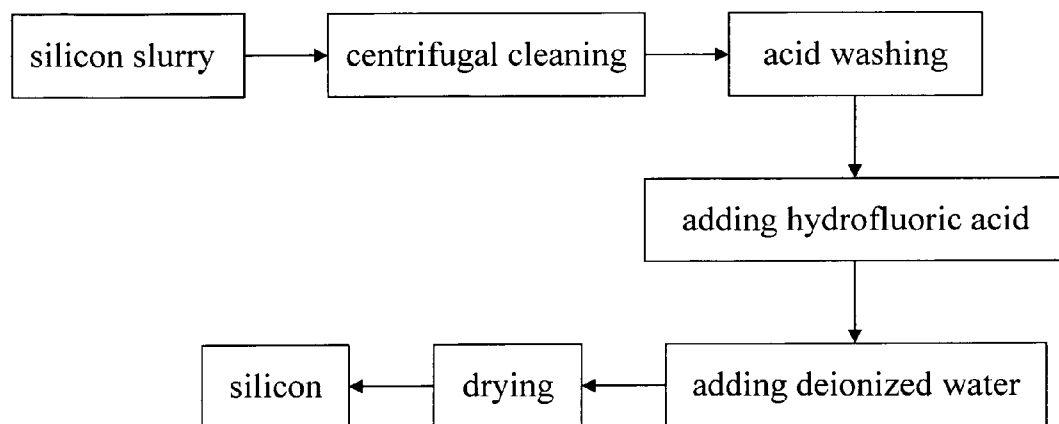 silicon slurry
centrifugal cleaning
acid washing
adding hydrofluoric acid
adding deionized water
drying
silicon